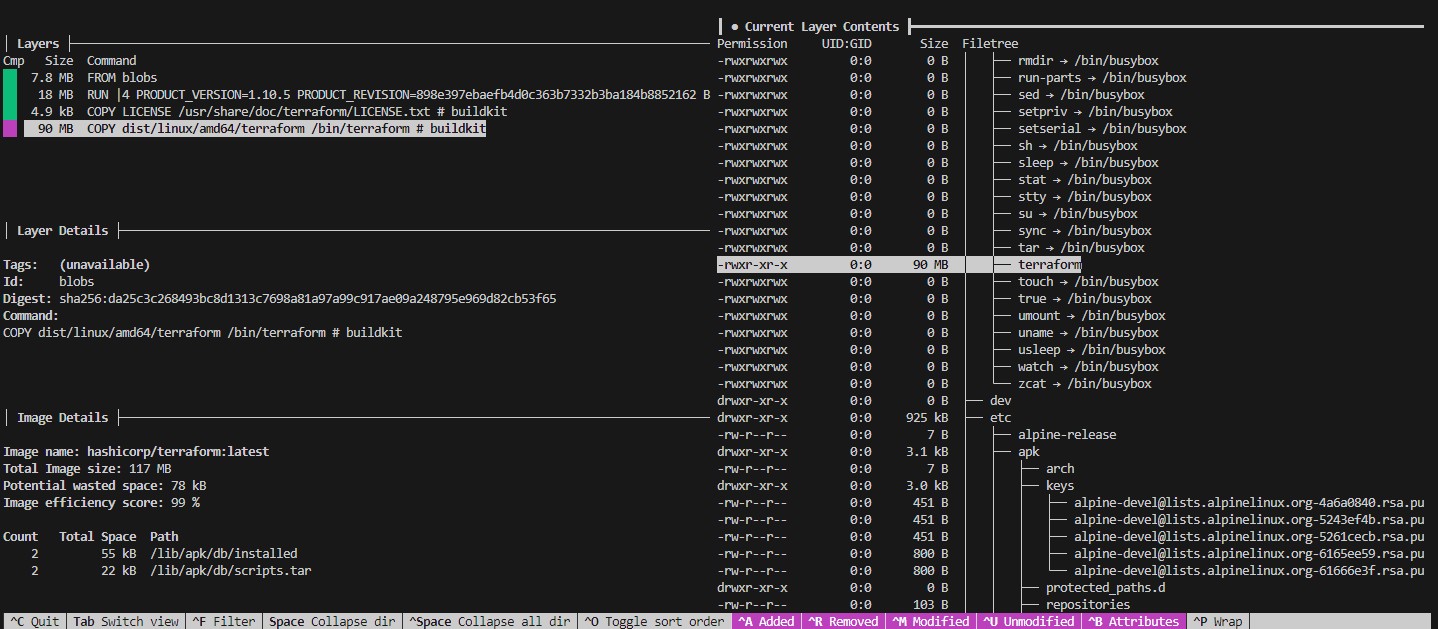 Layers
Cmp Size Command
7.8 MB FROM blobs
18 MB RUN |4 PRODUCT_VERSION=1.10.5 PRODUCT_REVISION=898e397ebaefb4d0c363b7332b3ba184b8852162 B
4.9 kB COPY LICENSE /usr/share/doc/terraform/LICENSE.txt # buildkit
90 MB COPY dist/linux/amd64/terraform /bin/terraform # buildkit
Layer Details
Tags: (unavailable)
Id: blobs
Digest: sha256:da25c3c268493bc8d1313c7698a81a97a99c917ae09a248795e969d82cb53f65
Command:
COPY dist/linux/amd64/terraform /bin/terraform # buildkit
Image Details
Image name: hashicorp/terraform:latest
Total Image size: 117 MB
Potential wasted space: 78 kB
Image efficiency score: 99 %
Count Total Space Path
2 55 kB /lib/apk/db/installed
2 22 kB /lib/apk/db/scripts.tar
● Current Layer Contents
Permission UID:GID Size Filetree
-rwxrwxrwx 0:0 0 B ├── rmdir → /bin/busybox
-rwxrwxrwx 0:0 0 B ├── run-parts → /bin/busybox
-rwxrwxrwx 0:0 0 B ├── sed → /bin/busybox
-rwxrwxrwx 0:0 0 B ├── setpriv → /bin/busybox
-rwxrwxrwx 0:0 0 B ├── setserial → /bin/busybox
-rwxrwxrwx 0:0 0 B ├── sh → /bin/busybox
-rwxrwxrwx 0:0 0 B ├── sleep → /bin/busybox
-rwxrwxrwx 0:0 0 B ├── stat → /bin/busybox
-rwxrwxrwx 0:0 0 B ├── stty → /bin/busybox
-rwxrwxrwx 0:0 0 B ├── su → /bin/busybox
-rwxrwxrwx 0:0 0 B ├── sync → /bin/busybox
-rwxrwxrwx 0:0 0 B ├── tar → /bin/busybox
-rwxr-xr-x 0:0 90 MB ├── terraform
-rwxrwxrwx 0:0 0 B ├── touch → /bin/busybox
-rwxrwxrwx 0:0 0 B ├── true → /bin/busybox
-rwxrwxrwx 0:0 0 B ├── umount → /bin/busybox
-rwxrwxrwx 0:0 0 B ├── uname → /bin/busybox
-rwxrwxrwx 0:0 0 B ├── usleep → /bin/busybox
-rwxrwxrwx 0:0 0 B ├── watch → /bin/busybox
-rwxrwxrwx 0:0 0 B └── zcat → /bin/busybox
drwxr-xr-x 0:0 0 B ├── dev
drwxr-xr-x 0:0 925 kB ├── etc
-rw-r--r-- 0:0 7 B ├── alpine-release
drwxr-xr-x 0:0 3.1 kB ├── apk
-rw-r--r-- 0:0 7 B ├── arch
drwxr-xr-x 0:0 3.0 kB ├── keys
-rw-r--r-- 0:0 451 B ├── alpine-devel@lists.alpinelinux.org-4a6a0840.rsa.pu
-rw-r--r-- 0:0 451 B ├── alpine-devel@lists.alpinelinux.org-5243ef4b.rsa.pu
-rw-r--r-- 0:0 451 B ├── alpine-devel@lists.alpinelinux.org-5261cecb.rsa.pu
-rw-r--r-- 0:0 800 B ├── alpine-devel@lists.alpinelinux.org-6165ee59.rsa.pu
-rw-r--r-- 0:0 800 B └── alpine-devel@lists.alpinelinux.org-61666e3f.rsa.pu
drwxr-xr-x 0:0 0 B ├── protected_paths.d
-rw-r--r-- 0:0 103 B ├── repositories
^C Quit Tab Switch view ^F Filter Space Collapse dir ^Space Collapse all dir ^O Toggle sort order ^A Added ^R Removed ^M Modified ^U Unmodified ^B Attributes ^P Wrap